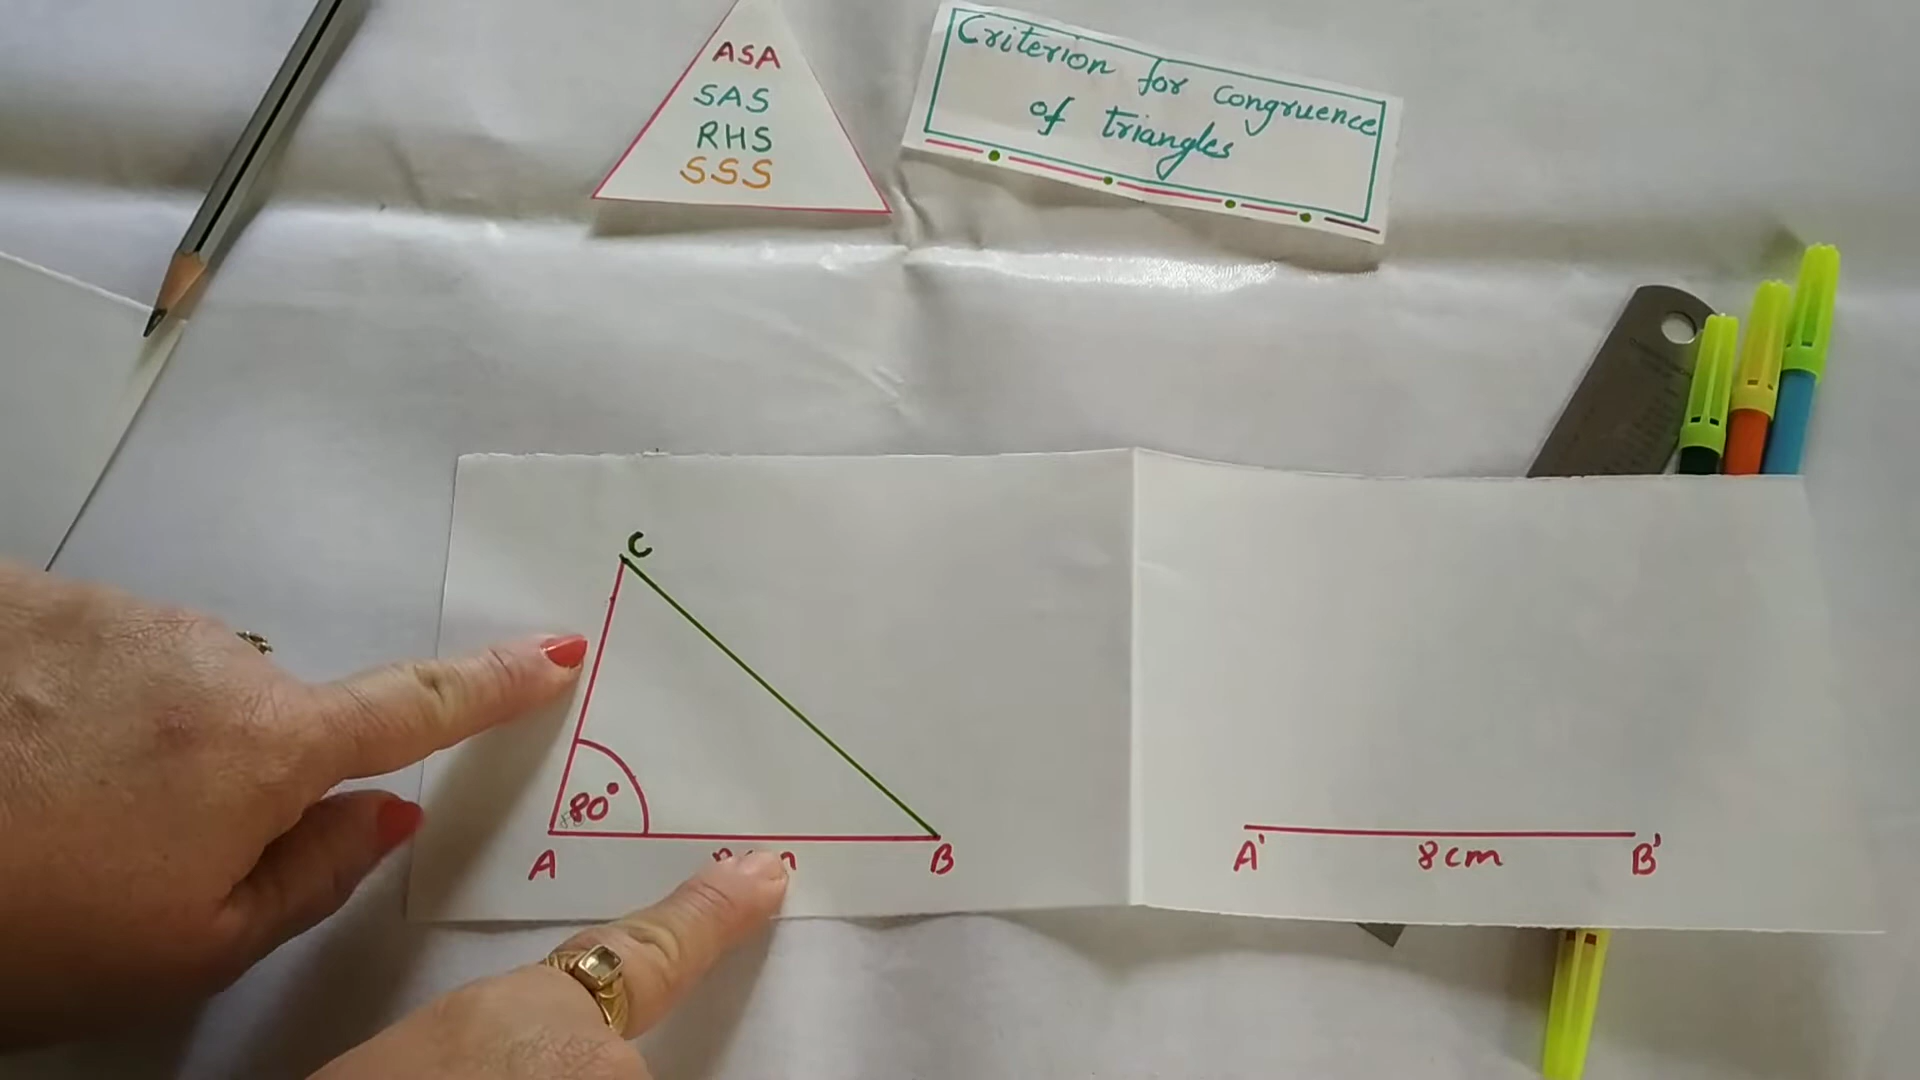 ASA
SAS
RHS
SSS
Criterion for congruence
of triangles
C
80°
A
B
A'
8cm
B'